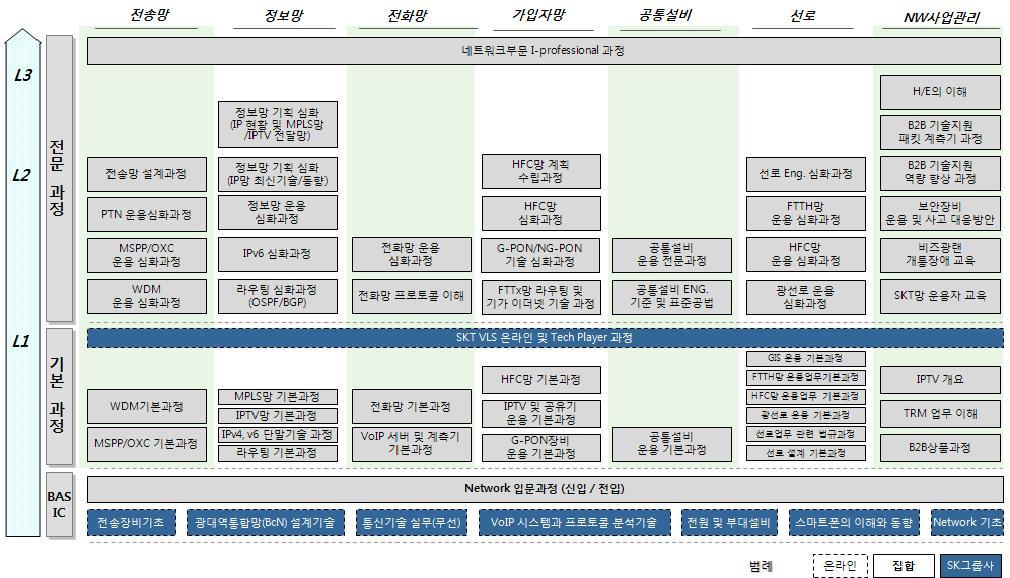 전송망
정보망
전화망
가입자망
공통설비
선로
NW사업관리
L3
L2
L1
전문 과정
네트워크부문 I-professional 과정
전송망 설계과정
PTN 운용심화과정
MSPP/OXC
운용 심화과정
WDM
운용 심화과정
정보망 기획 심화
(IP 현황 및 MPLS망
/IPTV 전달망)
정보망 기획 심화
(IP망 최신기술/동향)
정보망 운용
심화과정
IPv6 심화과정
라우팅 심화과정
(OSPF/BGP)
전화망 운용
심화과정
전화망 프로토콜 이해
HFC망 계획
수립과정
HFC망
심화과정
G-PON/NG-PON
기술 심화과정
FTTx망 라우팅 및
기가 이더넷 기술 과정
공통설비
운용 전문과정
공통설비 ENG.
기준 및 표준공법
선로 Eng. 심화과정
FTTH망
운용 심화과정
HFC망
운용 심화과정
광선로 운용
심화과정
H/E의 이해
B2B 기술지원
패킷 계측기 과정
B2B 기술지원
역량 향상 과정
보안장비
운용 및 사고 대응방안
비즈광랜
개통장애 교육
SKT망 운용자 교육
SKT VLS 온라인 및 Tech Player 과정
기본 과정
WDM기본과정
MSPP/OXC 기본과정
MPLS망 기본과정
IPTV망 기본과정
IPv4, v6 단말기술 과정
라우팅 기본과정
전화망 기본과정
VoIP 서버 및 계측기
기본과정
HFC망 기본과정
IPTV 및 공유기
운용 기본과정
G-PON장비
운용 기본과정
공통설비
운용 기본과정
GIS 운용 기본과정
FTTH망 운용업무기본과정
HFC망 운용업무 기본과정
광선로 운용 기본과정
선로업무 관련 법규과정
선로 설계 기본과정
IPTV 개요
TRM 업무 이해
B2B상품과정
BAS
IC
Network 입문과정 (신입 / 전입)
전송장비기초
광대역통합망(BcN) 설계기술
통신기술 실무(무선)
VoIP 시스템과 프로토콜 분석기술
전원 및 부대설비
스마트폰의 이해와 동향
Network 기초
범례
온라인
집합
SK그룹사